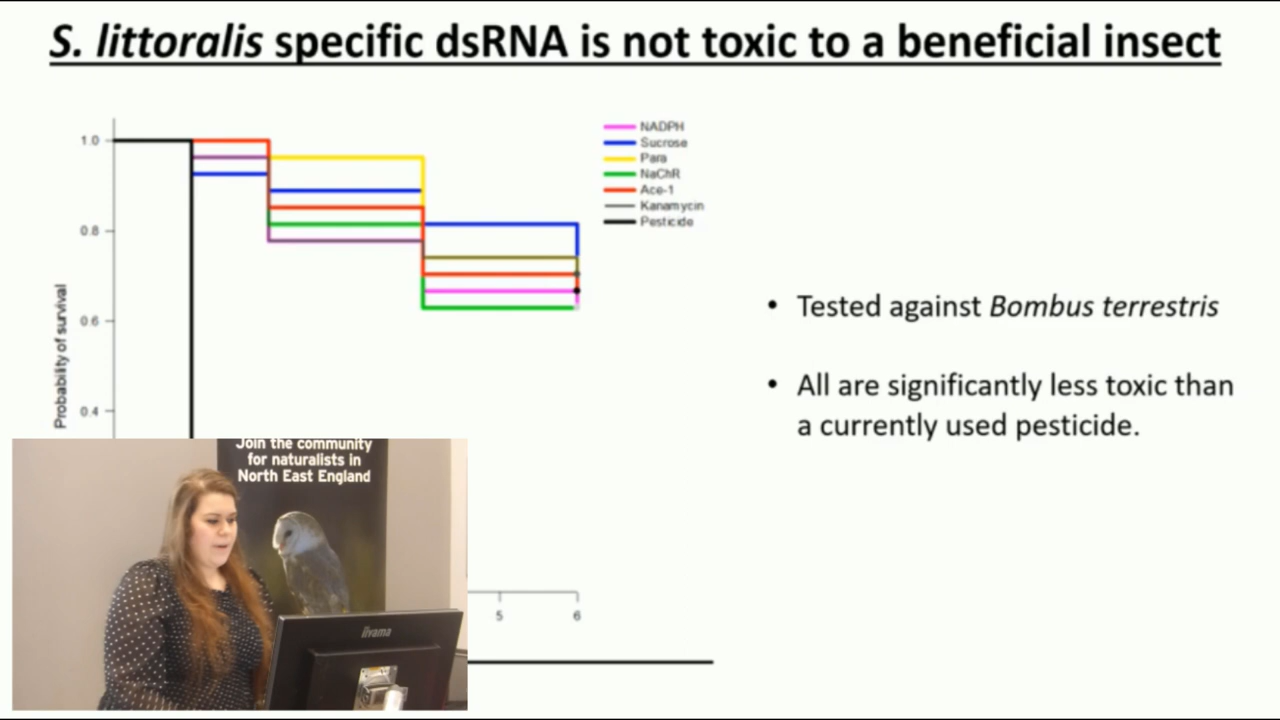 S. littoralis specific dsRNA is not toxic to a beneficial insect
1.0
0.8
0.6
0.4
Probability of survival
5
6
NADPH
Sucrose
Para
NaChR
Ace-1
Kanamycin
Pesticide
• Tested against Bombus terrestris
• All are significantly less toxic than
a currently used pesticide.
Join the community
for naturalists in
North East England
iiyama